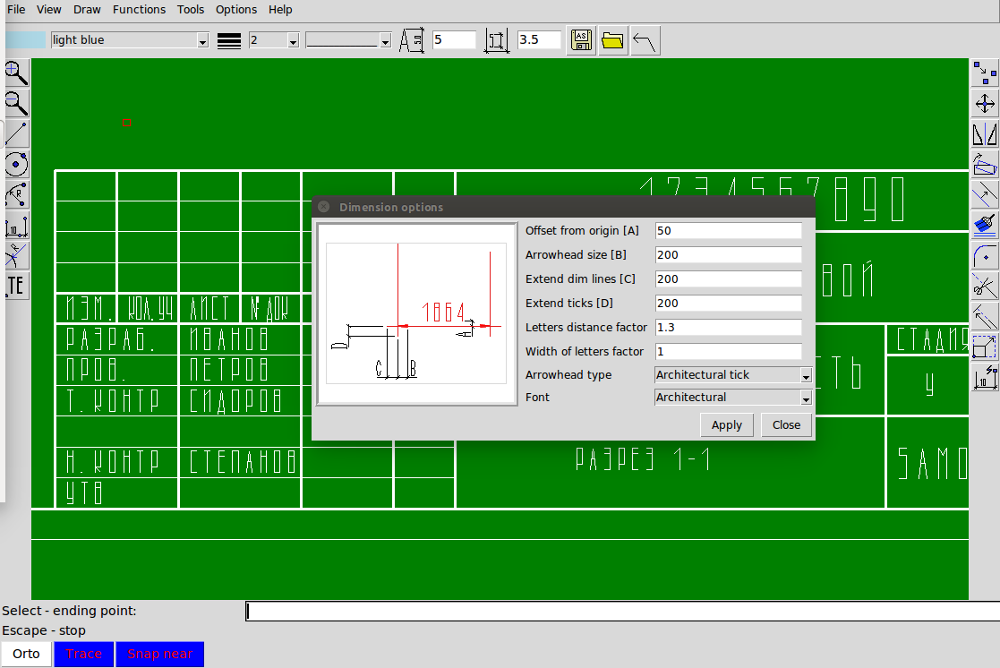 File View Draw Functions Tools Options Help
light blue 2 5 3.5
1234567890
Dimension options
Offset from origin [A] 50
Arrowhead size [B] 200
Extend dim lines [C] 200
Extend ticks [D] 200
Letters distance factor 1.3
Width of letters factor 1
Arrowhead type Architectural tick
Font Architectural
Apply Close
1864
A
D
C B
ВОЙ
ИЗМ. КОЛ.УЧ ЛИСТ №ДОК
РАЗРАБ. ИВАНОВ
ПРОВ. ПЕТРОВ
Т. КОНТР СИДОРОВ
Н. КОНТР СТЕПАНОВ
УТВ
СТЬ
СТАДИЯ
У
РАЗРЕЗ 1-1
SAMO
TE
Select - ending point:
Escape - stop
Orto Trace Snap near